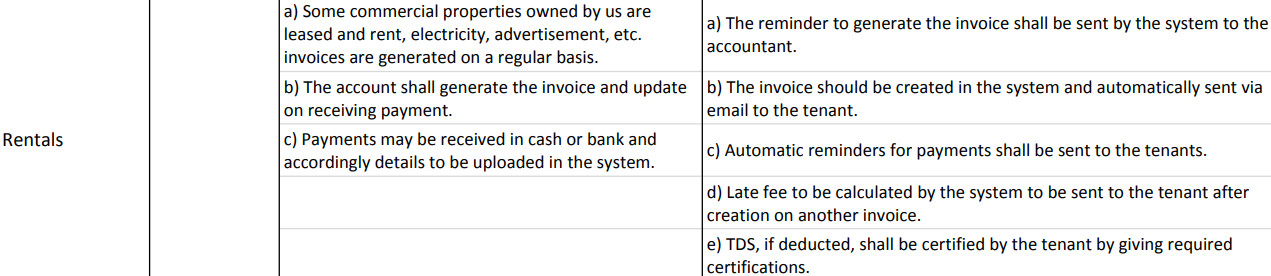 Rentals
a) Some commercial properties owned by us are
leased and rent, electricity, advertisement, etc.
invoices are generated on a regular basis.
b) The account shall generate the invoice and update
on receiving payment.
c) Payments may be received in cash or bank and
accordingly details to be uploaded in the system.
a) The reminder to generate the invoice shall be sent by the system to the
accountant.
b) The invoice should be created in the system and automatically sent via
email to the tenant.
c) Automatic reminders for payments shall be sent to the tenants.
d) Late fee to be calculated by the system to be sent to the tenant after
creation on another invoice.
e) TDS, if deducted, shall be certified by the tenant by giving required
certifications.